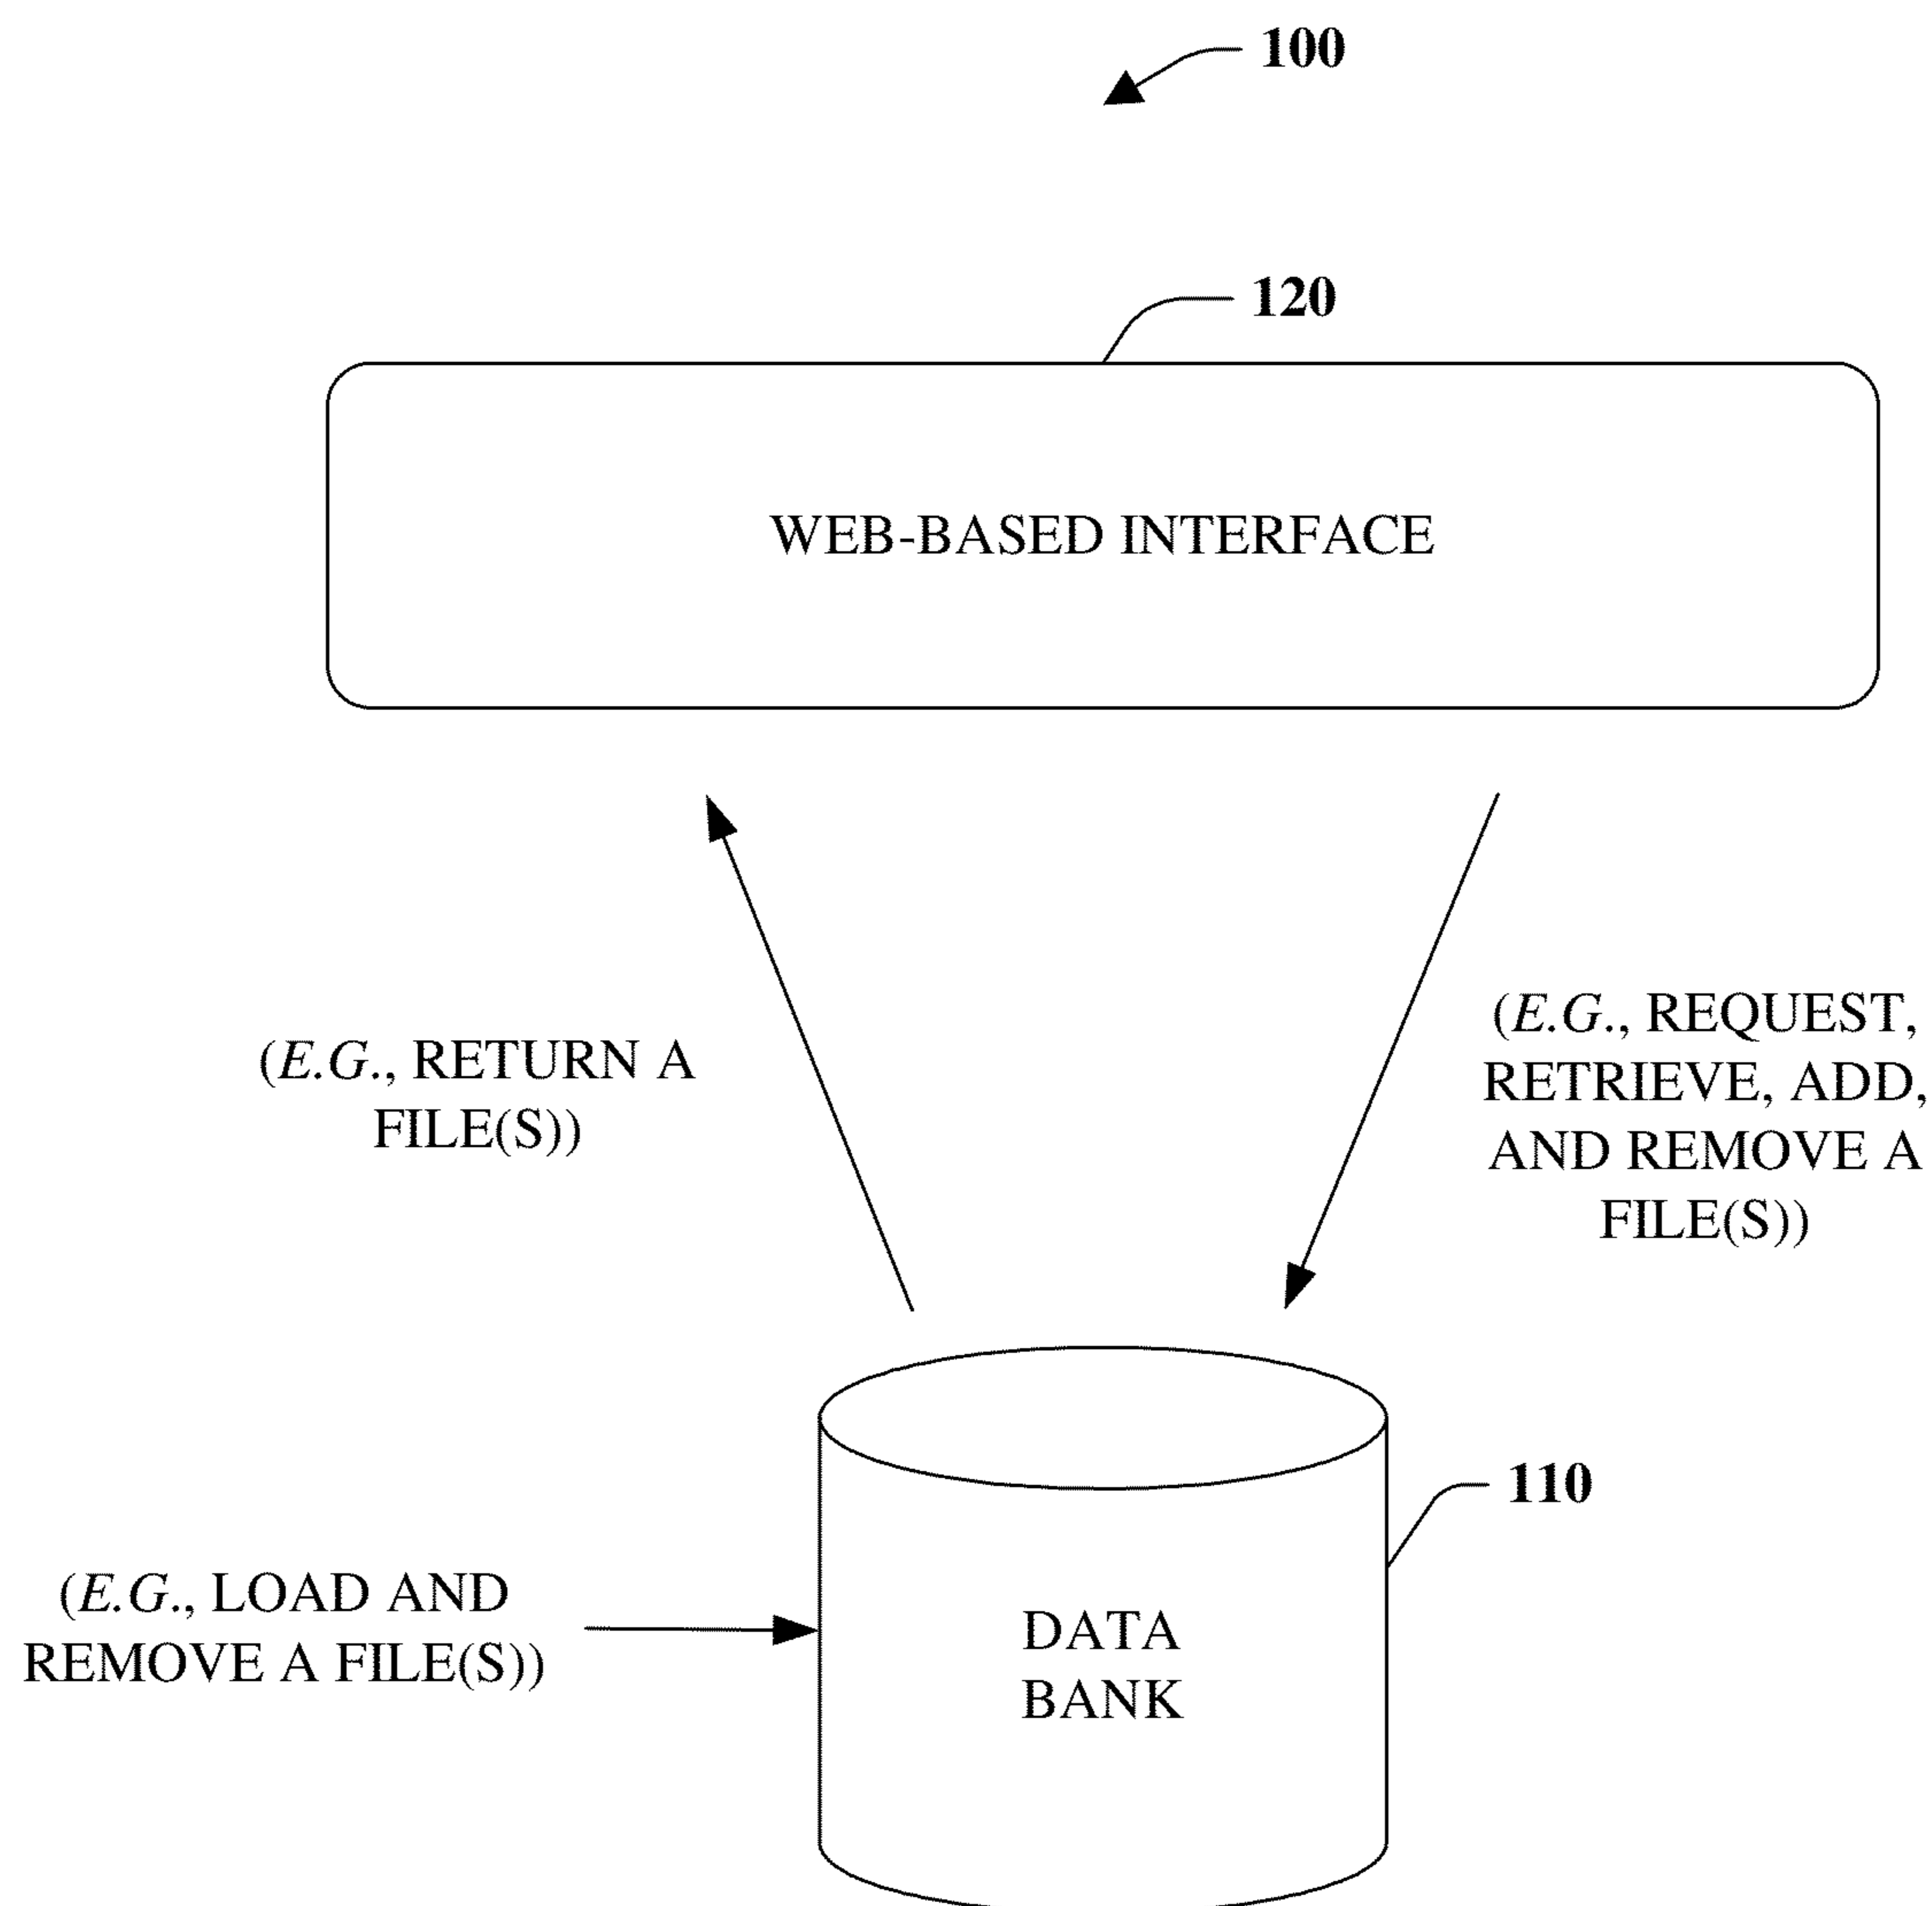 100
120
WEB-BASED INTERFACE
(E.G., RETURN A
FILE(S))
(E.G., REQUEST,
RETRIEVE, ADD,
AND REMOVE A
FILE(S))
110
(E.G., LOAD AND
REMOVE A FILE(S))
DATA
BANK